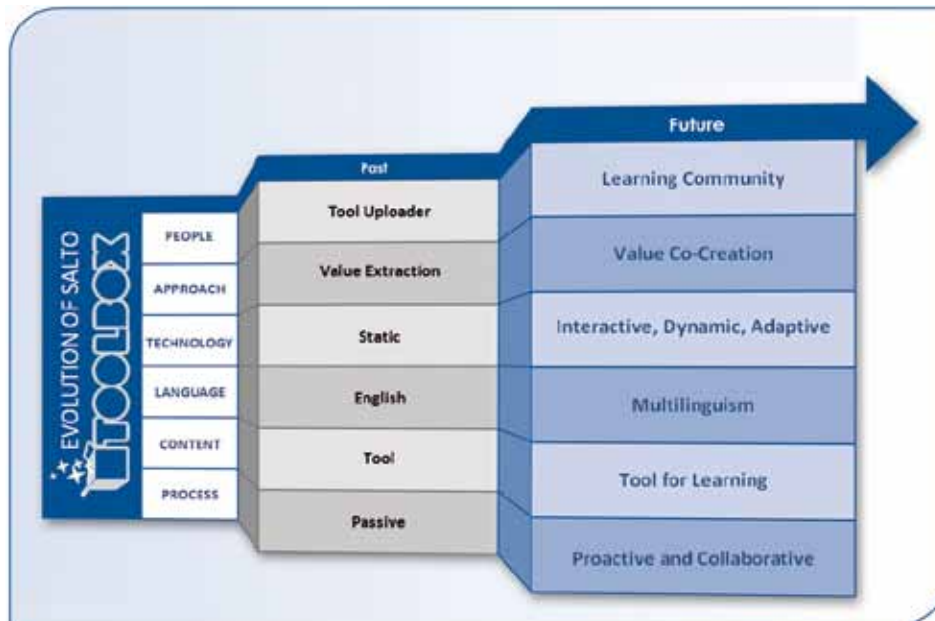 EVOLUTION OF SALTO
TOOLBOX
Past
Future
PEOPLE
Tool Uploader
Learning Community
APPROACH
Value Extraction
Value Co-Creation
TECHNOLOGY
Static
Interactive, Dynamic, Adaptive
LANGUAGE
English
Multilinguism
CONTENT
Tool
Tool for Learning
PROCESS
Passive
Proactive and Collaborative